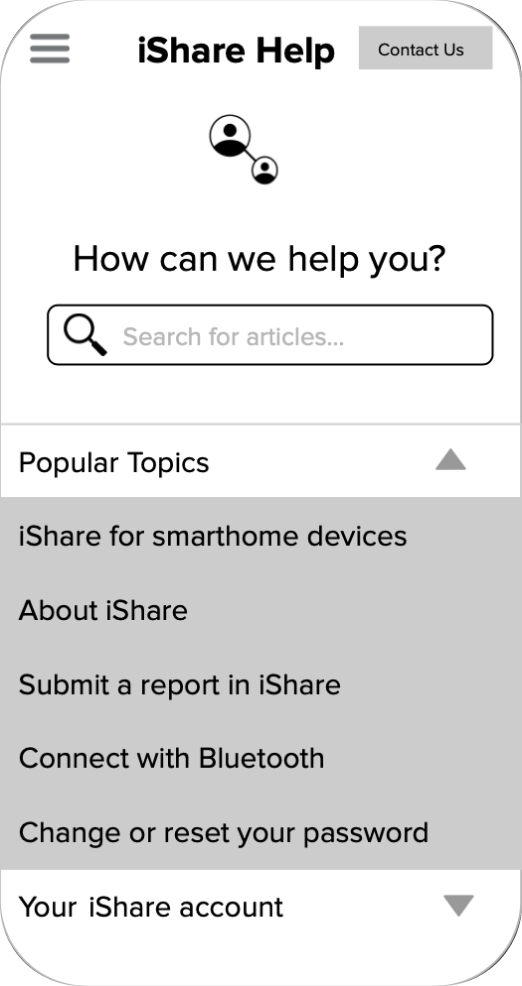 iShare Help
Contact Us
How can we help you?
Search for articles...
Popular Topics
iShare for smarthome devices
About iShare
Submit a report in iShare
Connect with Bluetooth
Change or reset your password
Your iShare account